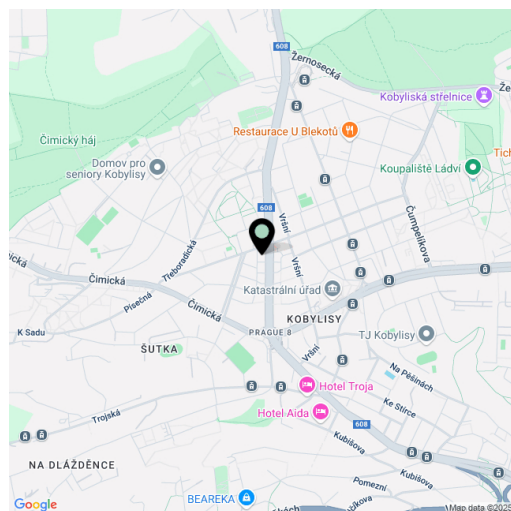 608
Žernosecká
Kobyliská střelnice
Že
Restaurace U Blekotů
Čimický háj
Domov pro
seniory Kobylisy
Koupaliště Ládví
Tich
608
Vršní
Čumpelíkova
Třeboradická
Vršní
ická
Čimická
Katastrální úřad
Písečná
Čimická
KOBYLISY
K Sadu
PRAGUE 8
TJ Kobylisy
ŠUTKA
Vršní
Na Pěšinách
Hotel Troja
Ke Stírce
Trojská
Hotel Aida
608
Kubišova
NA DLÁŽDĚNCE
Kubišova
Pomezní
BEAREKA
Google
Map data ©2025